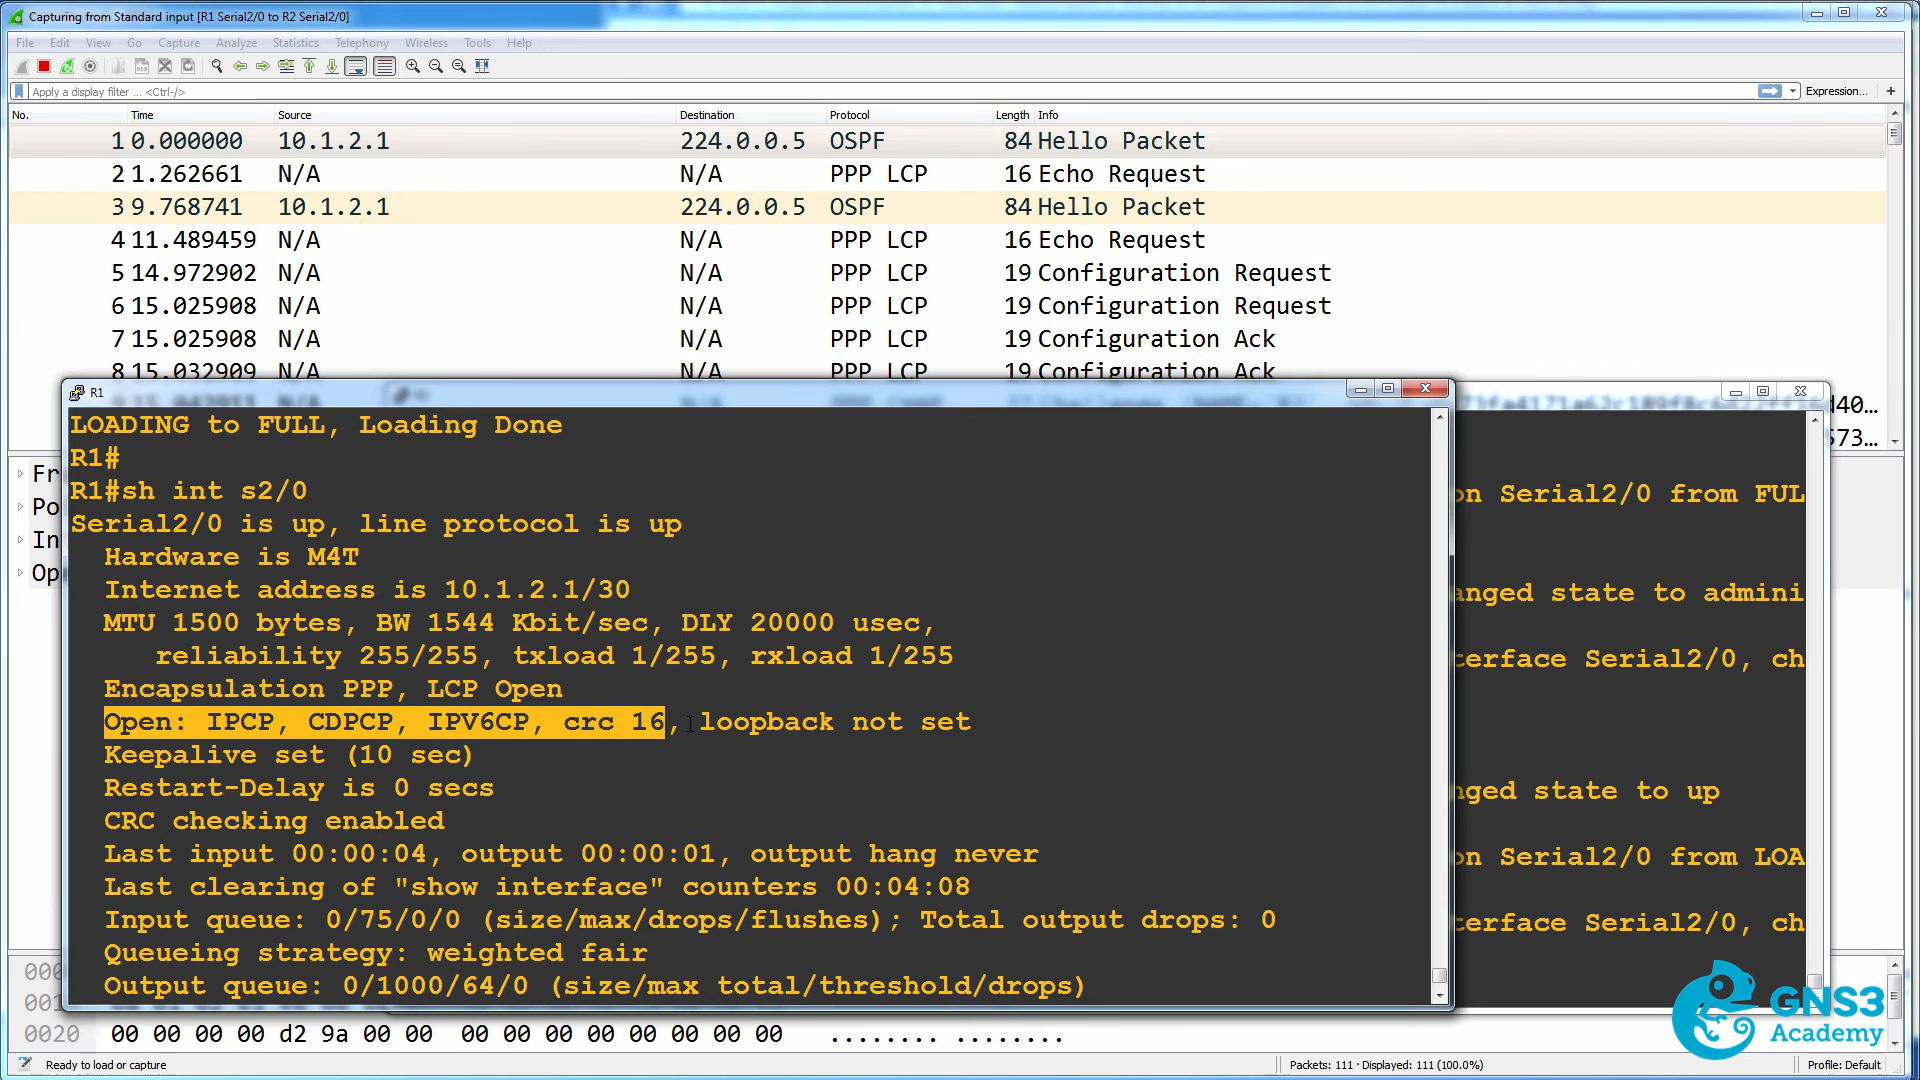 Capturing from Standard input [R1 Serial2/0 to R2 Serial2/0]
File Edit View Go Capture Analyze Statistics Telephony Wireless Tools Help
Apply a display filter ... <Ctrl-/> Expression... +
No. Time Source Destination Protocol Length Info
1 0.000000 10.1.2.1 224.0.0.5 OSPF 84 Hello Packet
2 1.262661 N/A N/A PPP LCP 16 Echo Request
3 9.768741 10.1.2.1 224.0.0.5 OSPF 84 Hello Packet
4 11.489459 N/A N/A PPP LCP 16 Echo Request
5 14.972902 N/A N/A PPP LCP 19 Configuration Request
6 15.025908 N/A N/A PPP LCP 19 Configuration Request
7 15.025908 N/A N/A PPP LCP 19 Configuration Ack
8 15.032909 N/A N/A PPP LCP 19 Configuration Ack
R1
d40...
573...
LOADING to FULL, Loading Done
R1#
R1#sh int s2/0
Serial2/0 is up, line protocol is up
Hardware is M4T
Internet address is 10.1.2.1/30
MTU 1500 bytes, BW 1544 Kbit/sec, DLY 20000 usec,
reliability 255/255, txload 1/255, rxload 1/255
Encapsulation PPP, LCP Open
Open: IPCP, CDPCP, IPV6CP, crc 16, loopback not set
Keepalive set (10 sec)
Restart-Delay is 0 secs
CRC checking enabled
Last input 00:00:04, output 00:00:01, output hang never
Last clearing of "show interface" counters 00:04:08
Input queue: 0/75/0/0 (size/max/drops/flushes); Total output drops: 0
Queueing strategy: weighted fair
Output queue: 0/1000/64/0 (size/max total/threshold/drops)
Fr
Po
In
Op
on Serial2/0 from FUL
anged state to admini
terface Serial2/0, ch
nged state to up
on Serial2/0 from LOA
terface Serial2/0, ch
000
001
0020 00 00 00 00 d2 9a 00 00 00 00 00 00 00 00 00 00 ........ ........
GNS3
Academy
Ready to load or capture Packets: 111 · Displayed: 111 (100.0%) Profile: Default